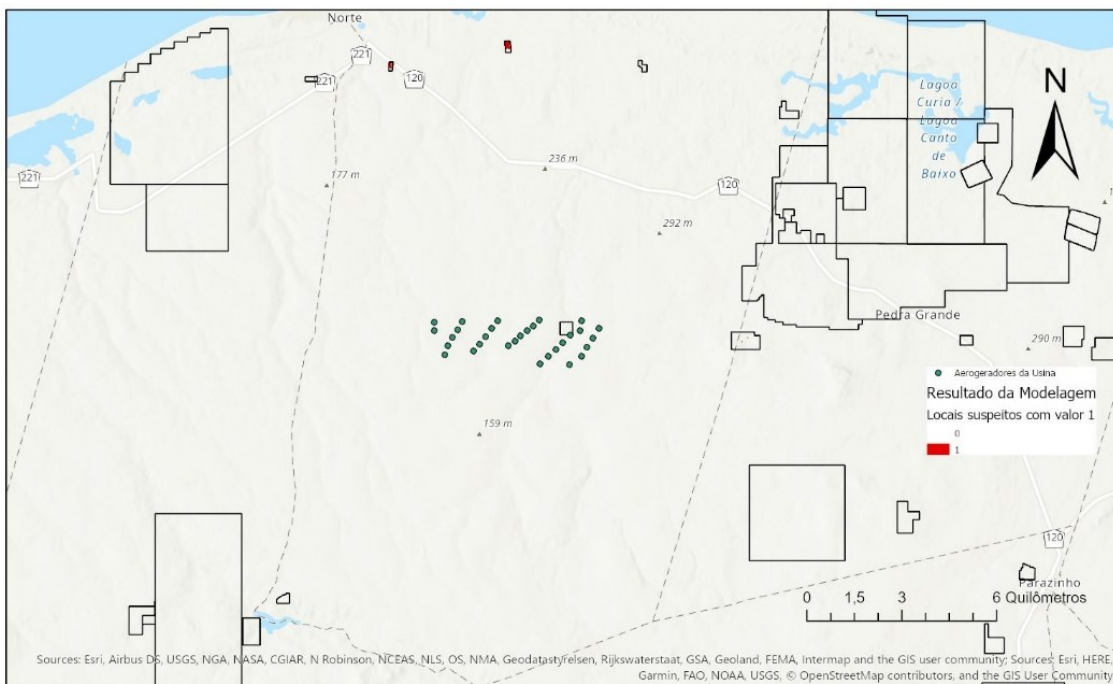 Norte
221
221
120
221
177 m
236 m
120
292 m
Lagoa
Curia /
Lagoa
Canto
de
Baixo
N
Pedra Grande
290 m
159 m
Aerogeradores da Usina
Resultado da Modelagem
Locais suspeitos com valor 1
0
1
120
Parazinho
0 1,5 3 6 Quilômetros
Sources: Esri, Airbus DS, USGS, NGA, NASA, CGIAR, N Robinson, NCEAS, NLS, OS, NMA, Geodatastyrelsen, Rijkswaterstaat, GSA, Geoland, FEMA, Intermap and the GIS user community; Sources: Esri, HERE,
Garmin, FAO, NOAA, USGS, © OpenStreetMap contributors, and the GIS User Community